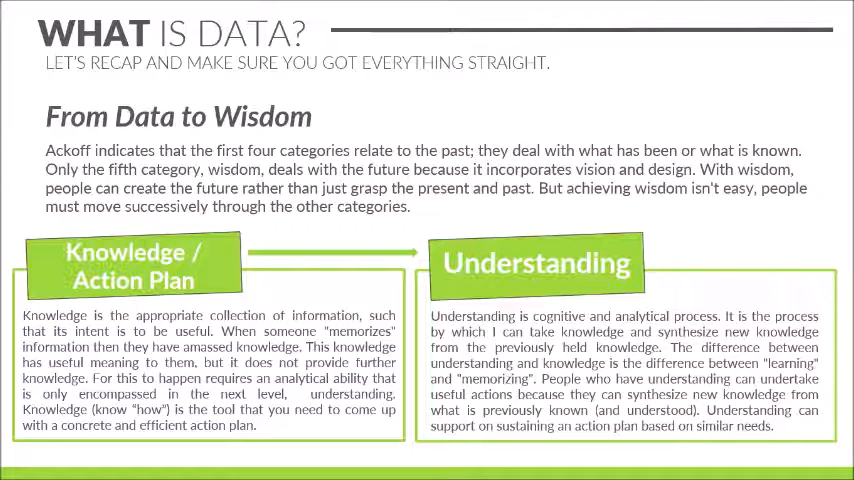 WHAT IS DATA?
LET'S RECAP AND MAKE SURE YOU GOT EVERYTHING STRAIGHT.
From Data to Wisdom
Ackoff indicates that the first four categories relate to the past; they deal with what has been or what is known.
Only the fifth category, wisdom, deals with the future because it incorporates vision and design. With wisdom,
people can create the future rather than just grasp the present and past. But achieving wisdom isn't easy, people
must move successively through the other categories.
Knowledge /
Action Plan
Knowledge is the appropriate collection of information, such
that its intent is to be useful. When someone "memorizes"
information then they have amassed knowledge. This knowledge
has useful meaning to them, but it does not provide further
knowledge. For this to happen requires an analytical ability that
is only encompassed in the next level, understanding.
Knowledge (know “how”) is the tool that you need to come up
with a concrete and efficient action plan.
Understanding
Understanding is cognitive and analytical process. It is the process
by which I can take knowledge and synthesize new knowledge
from the previously held knowledge. The difference between
understanding and knowledge is the difference between "learning"
and "memorizing". People who have understanding can undertake
useful actions because they can synthesize new knowledge from
what is previously known (and understood). Understanding can
support on sustaining an action plan based on similar needs.